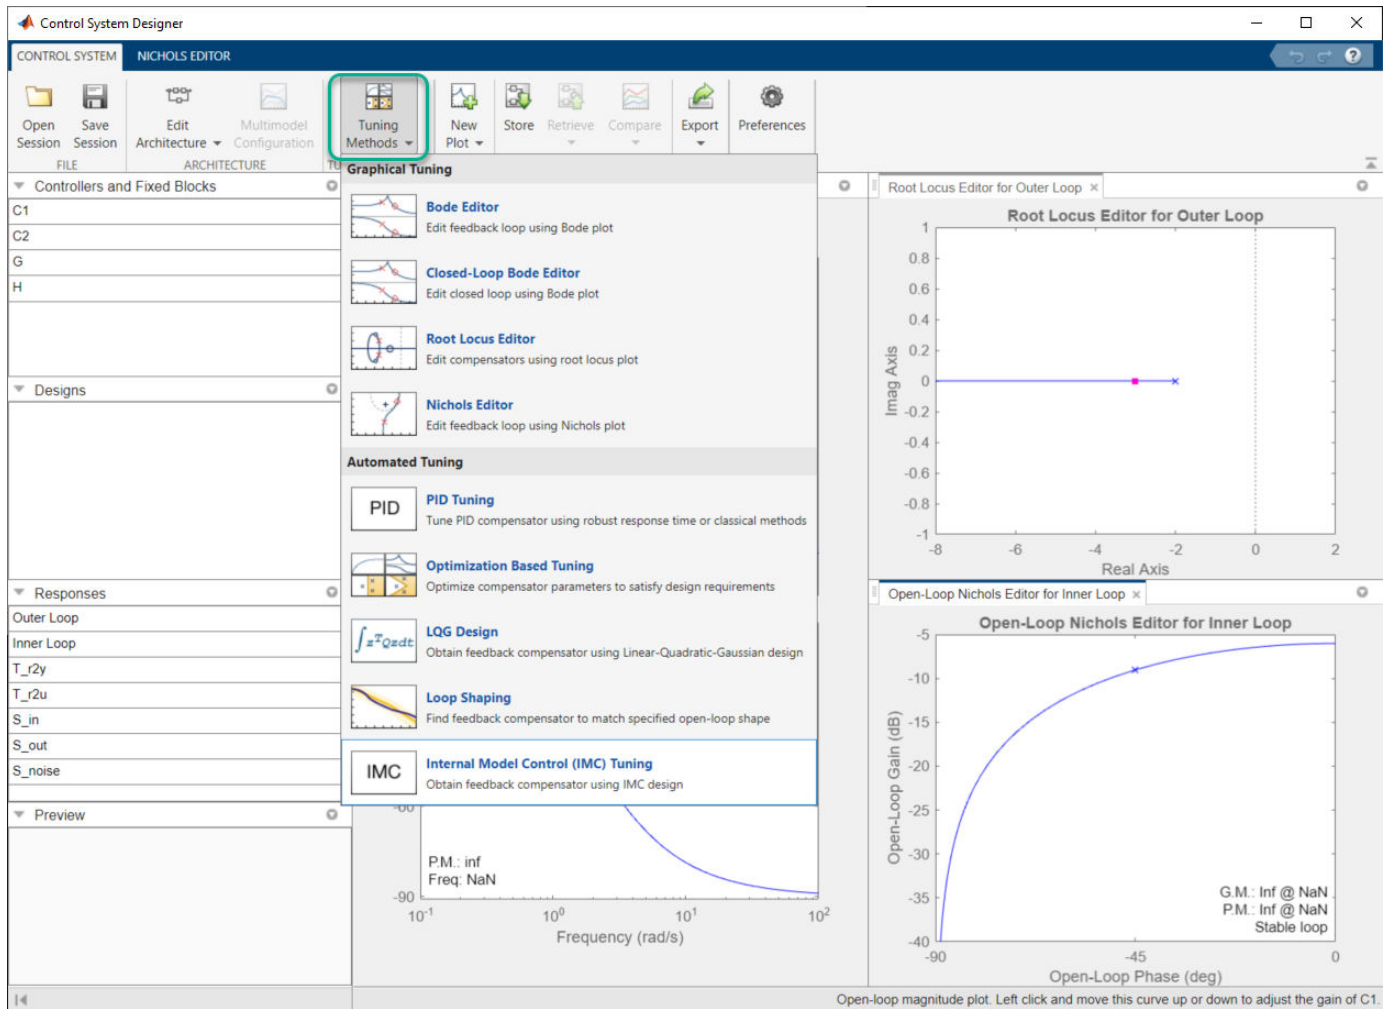 Control System Designer
CONTROL SYSTEM
NICHOLS EDITOR
?
Open Session
Save Session
Edit Architecture
Multimodel Configuration
Tuning Methods
New Plot
Store
Retrieve
Compare
Export
Preferences
FILE
ARCHITECTURE
TU
Graphical Tuning
Bode Editor
Edit feedback loop using Bode plot
Closed-Loop Bode Editor
Edit closed loop using Bode plot
Root Locus Editor
Edit compensators using root locus plot
Nichols Editor
Edit feedback loop using Nichols plot
Automated Tuning
PID
PID Tuning
Tune PID compensator using robust response time or classical methods
Optimization Based Tuning
Optimize compensator parameters to satisfy design requirements
LQG Design
Obtain feedback compensator using Linear-Quadratic-Gaussian design
Loop Shaping
Find feedback compensator to match specified open-loop shape
IMC
Internal Model Control (IMC) Tuning
Obtain feedback compensator using IMC design
Controllers and Fixed Blocks
C1
C2
G
H
Designs
Responses
Outer Loop
Inner Loop
T_r2y
T_r2u
S_in
S_out
S_noise
Preview
P.M.: inf
Freq: NaN
-90
10^-1
10^0
10^1
10^2
Frequency (rad/s)
Root Locus Editor for Outer Loop
Root Locus Editor for Outer Loop
1
0.8
0.6
0.4
0.2
0
-0.2
-0.4
-0.6
-0.8
-1
Imag Axis
-8
-6
-4
-2
0
2
Real Axis
Open-Loop Nichols Editor for Inner Loop
Open-Loop Nichols Editor for Inner Loop
-5
-10
-15
-20
-25
-30
-35
-40
Open-Loop Gain (dB)
G.M.: Inf @ NaN
P.M.: Inf @ NaN
Stable loop
-90
-45
0
Open-Loop Phase (deg)
Open-loop magnitude plot. Left click and move this curve up or down to adjust the gain of C1.